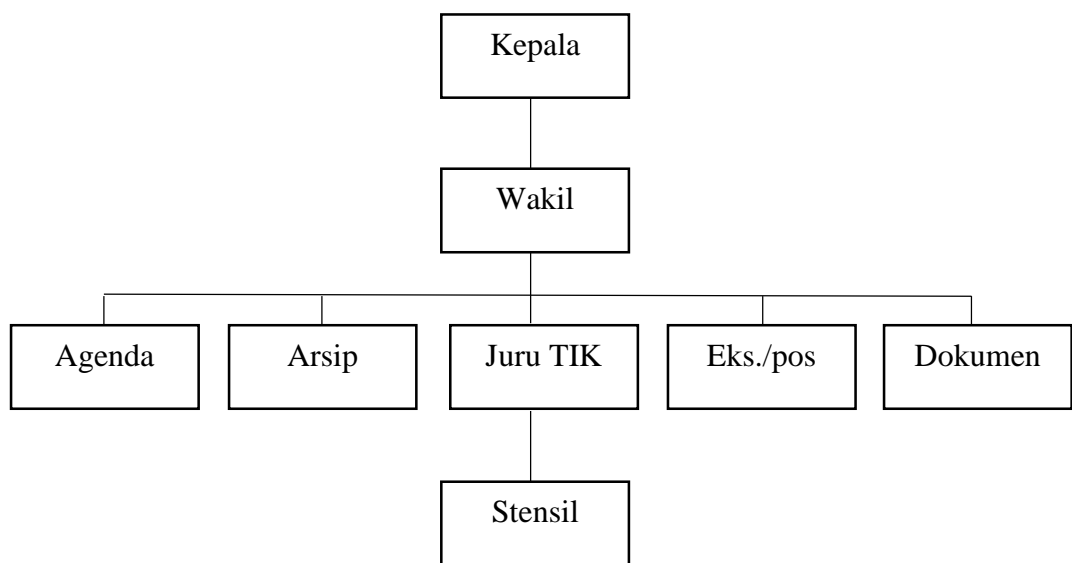 Kepala
Wakil
Agenda
Arsip
Juru TIK
Eks./pos
Dokumen
Stensil